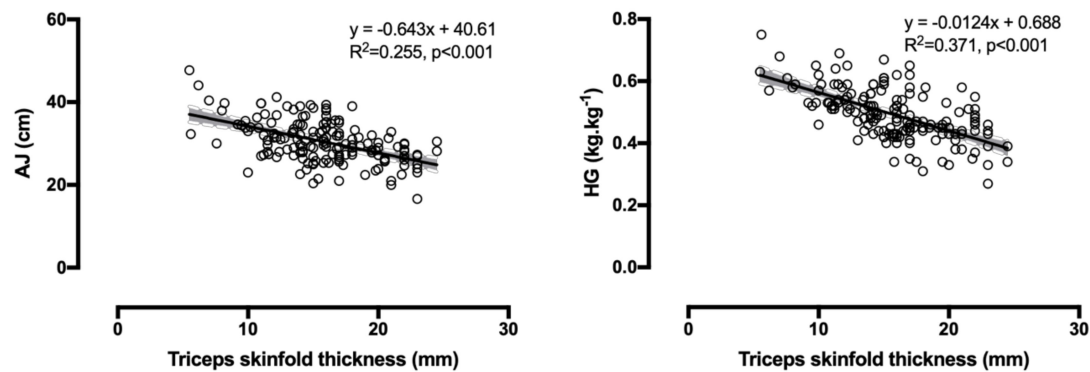 60
40
20
0
AJ (cm)
y = -0.643x + 40.61
R²=0.255, p<0.001
0
10
20
30
Triceps skinfold thickness (mm)
0.8
0.6
0.4
0.2
0.0
HG (kg.kg⁻¹)
y = -0.0124x + 0.688
R²=0.371, p<0.001
0
10
20
30
Triceps skinfold thickness (mm)